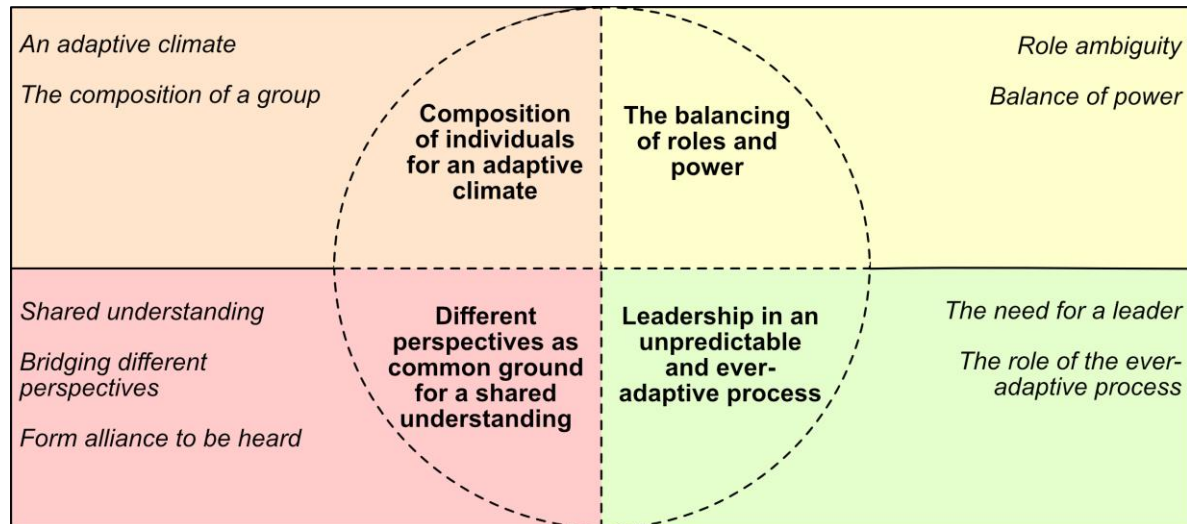 An adaptive climate
The composition of a group
Composition
of individuals
for an adaptive
climate
The balancing
of roles and
power
Role ambiguity
Balance of power
Shared understanding
Bridging different
perspectives
Form alliance to be heard
Different
perspectives as
common ground
for a shared
understanding
Leadership in an
unpredictable
and ever-
adaptive process
The need for a leader
The role of the ever-
adaptive process